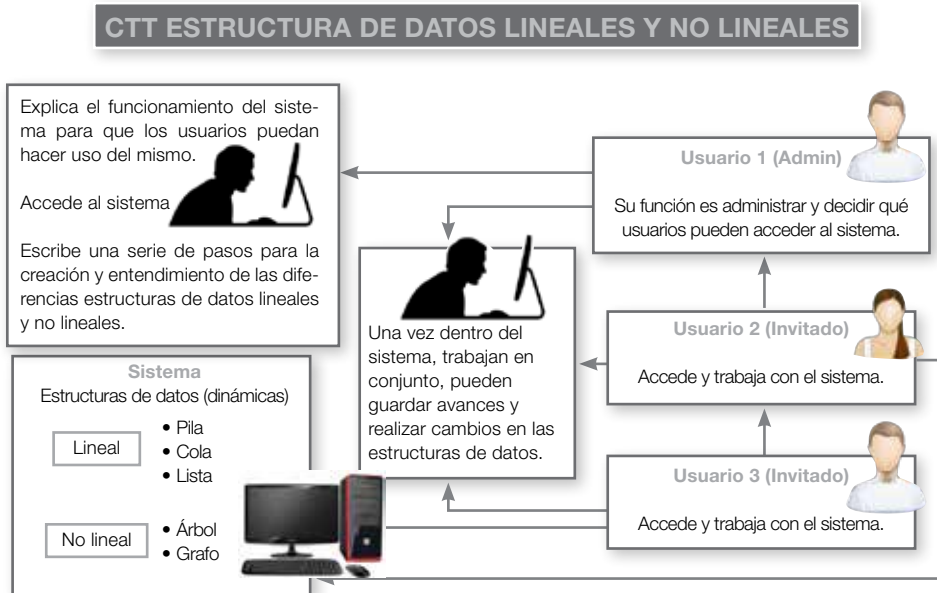 CTT ESTRUCTURA DE DATOS LINEALES Y NO LINEALES
Explica el funcionamiento del siste-
ma para que los usuarios puedan
hacer uso del mismo.
Accede al sistema
Escribe una serie de pasos para la
creación y entendimiento de las dife-
rencias estructuras de datos lineales
y no lineales.
Usuario 1 (Admin)
Su función es administrar y decidir qué
usuarios pueden acceder al sistema.
Una vez dentro del
sistema, trabajan en
conjunto, pueden
guardar avances y
realizar cambios en las
estructuras de datos.
Usuario 2 (Invitado)
Accede y trabaja con el sistema.
Usuario 3 (Invitado)
Accede y trabaja con el sistema.
Sistema
Estructuras de datos (dinámicas)
Lineal
• Pila
• Cola
• Lista
No lineal
• Árbol
• Grafo